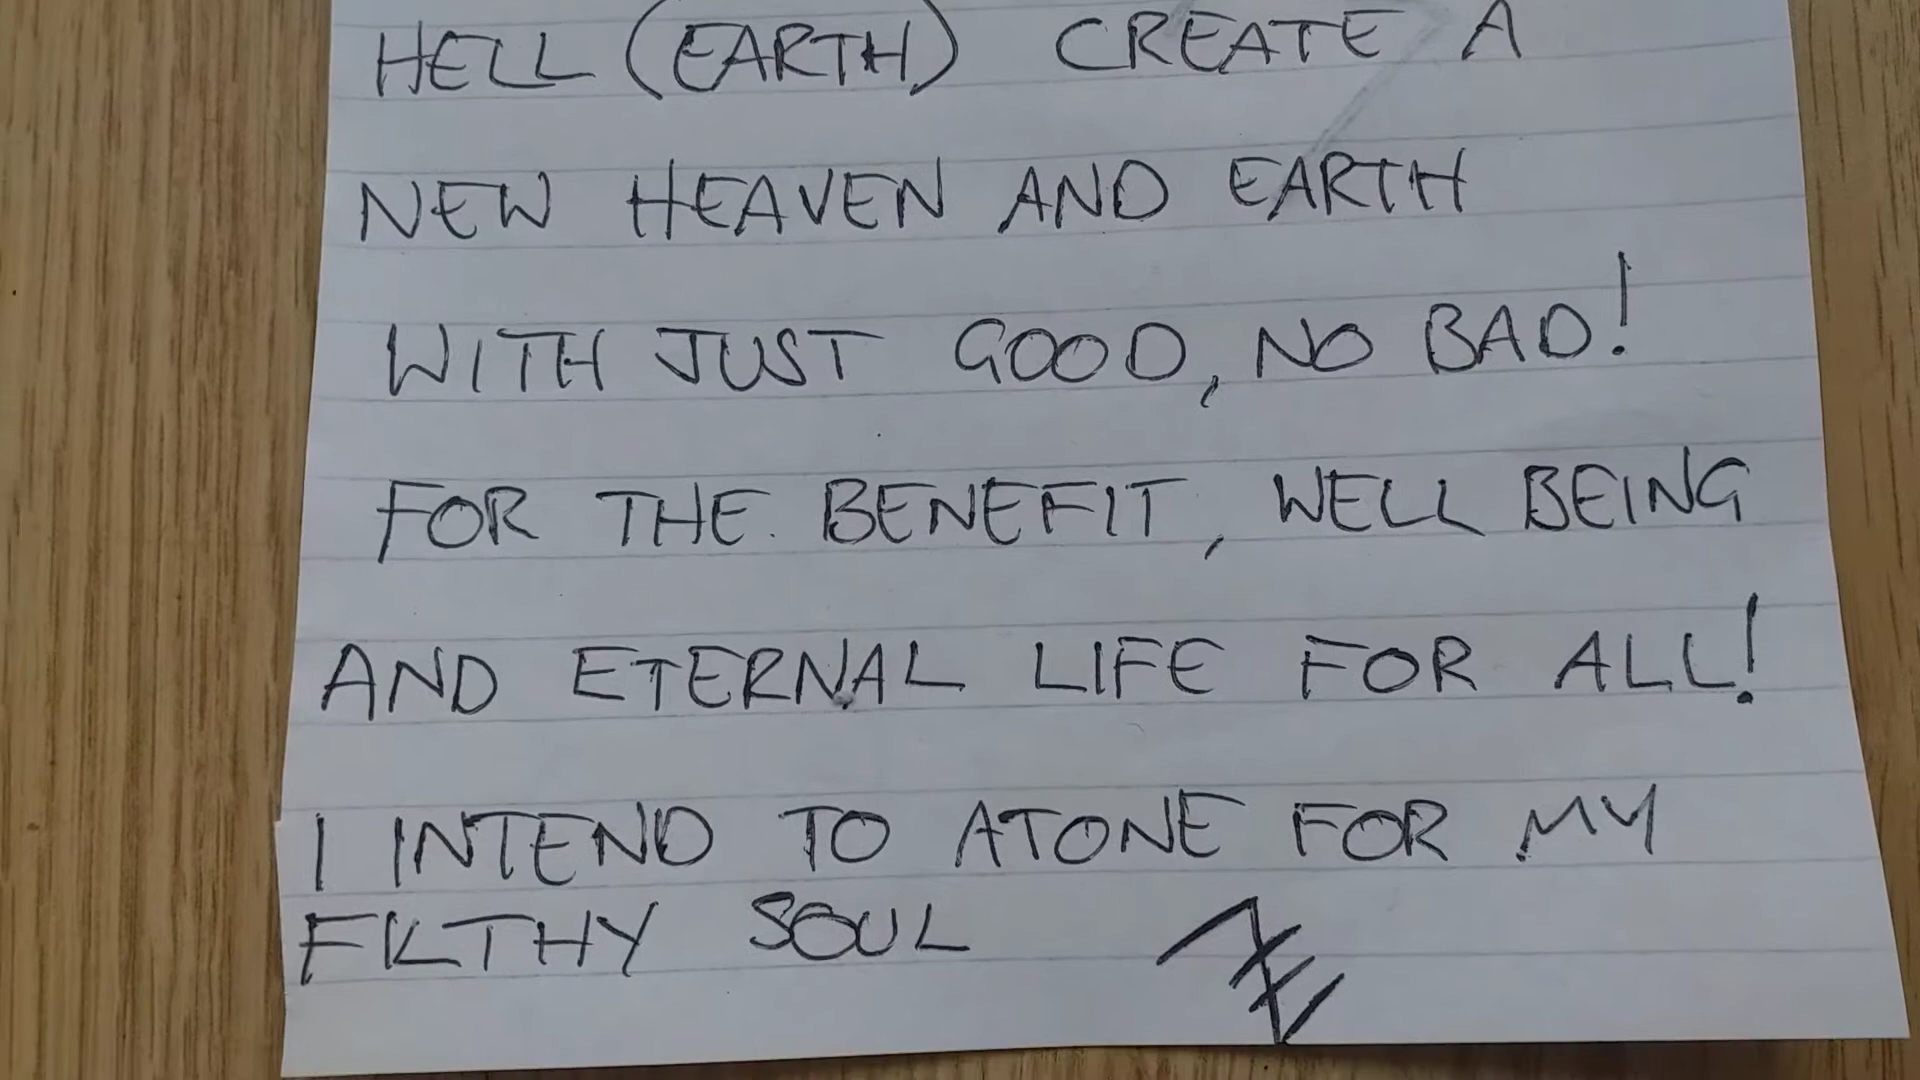 HELL (EARTH) CREATE A
NEW HEAVEN AND EARTH
WITH JUST GOOD, NO BAD!
FOR THE BENEFIT, WELL BEING
AND ETERNAL LIFE FOR ALL!
I INTEND TO ATONE FOR MY
FILTHY SOUL